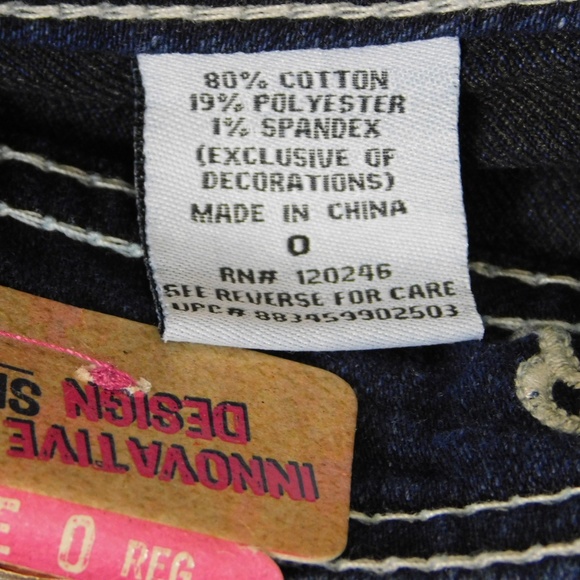 80% COTTON
19% POLYESTER
1% SPANDEX
(EXCLUSIVE OF
DECORATIONS)
MADE IN CHINA
0
RN# 120246
SEE REVERSE FOR CARE
UPC# 883459902503
INNOVATIVE
DESIGN
0 REG